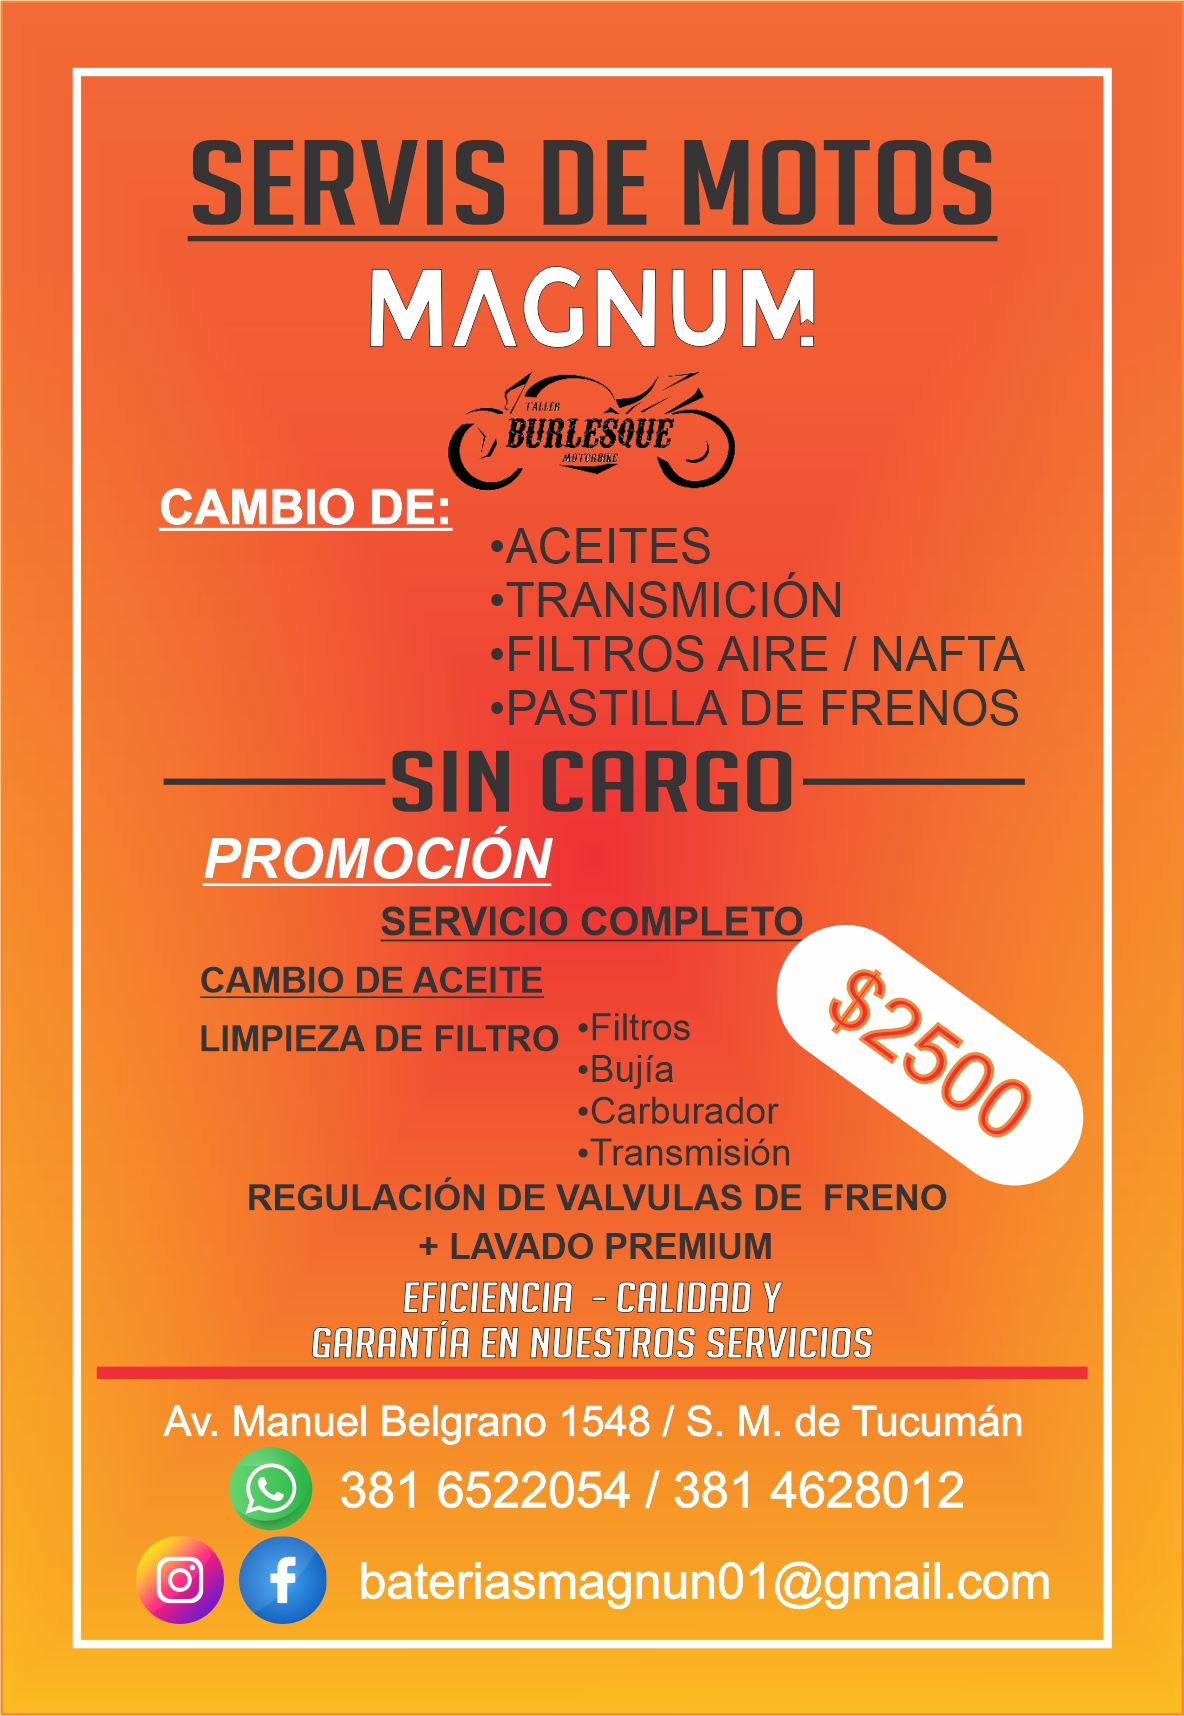 SERVIS DE MOTOS
MAGNUM
TALLER
BURLESQUE
MOTORBIKE
CAMBIO DE:
•ACEITES
•TRANSMICIÓN
•FILTROS AIRE / NAFTA
•PASTILLA DE FRENOS
SIN CARGO
PROMOCIÓN
SERVICIO COMPLETO
CAMBIO DE ACEITE
LIMPIEZA DE FILTRO
•Filtros
•Bujía
•Carburador
•Transmisión
$2500
REGULACIÓN DE VALVULAS DE FRENO
+ LAVADO PREMIUM
EFICIENCIA - CALIDAD Y
GARANTÍA EN NUESTROS SERVICIOS
Av. Manuel Belgrano 1548 / S. M. de Tucumán
381 6522054 / 381 4628012
bateriasmagnun01@gmail.com